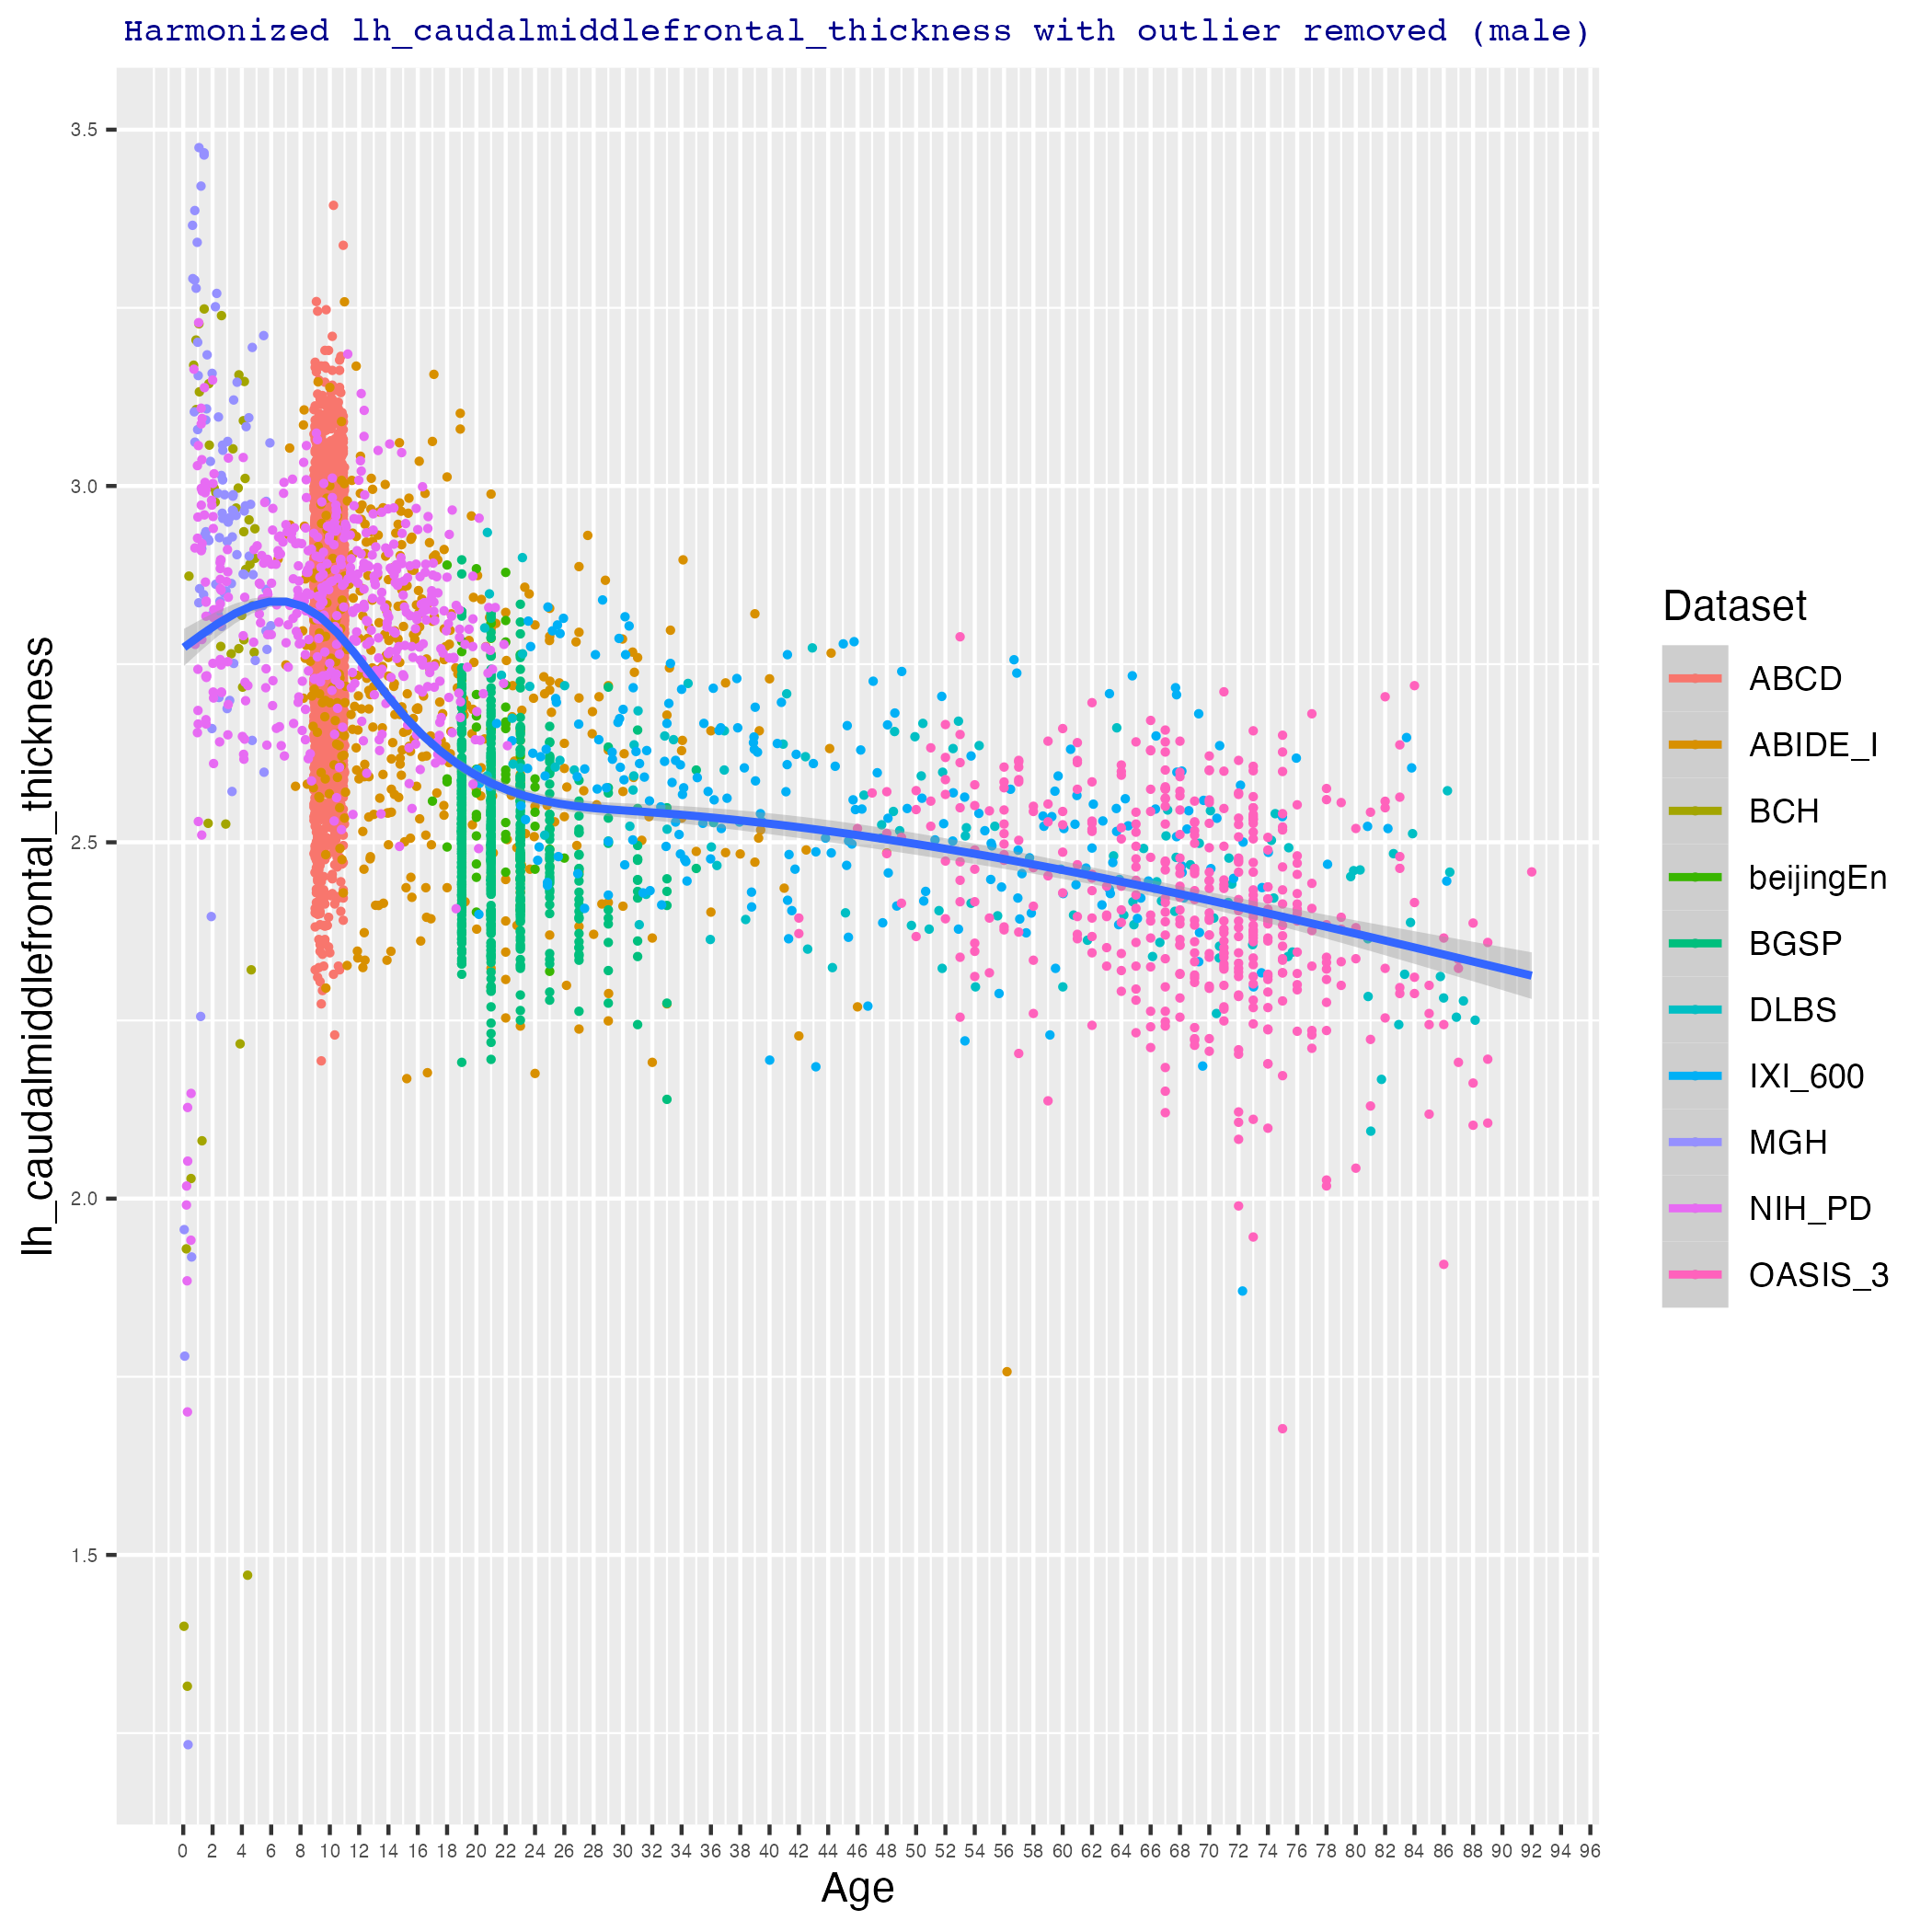 Harmonized lh_caudalmiddlefrontal_thickness with outlier removed (male)
lh_caudalmiddlefrontal_thickness
3.5
3.0
2.5
2.0
1.5
0 2 4 6 8 10 12 14 16 18 20 22 24 26 28 30 32 34 36 38 40 42 44 46 48 50 52 54 56 58 60 62 64 66 68 70 72 74 76 78 80 82 84 86 88 90 92 94 96
Age
Dataset
ABCD
ABIDE_I
BCH
beijingEn
BGSP
DLBS
IXI_600
MGH
NIH_PD
OASIS_3